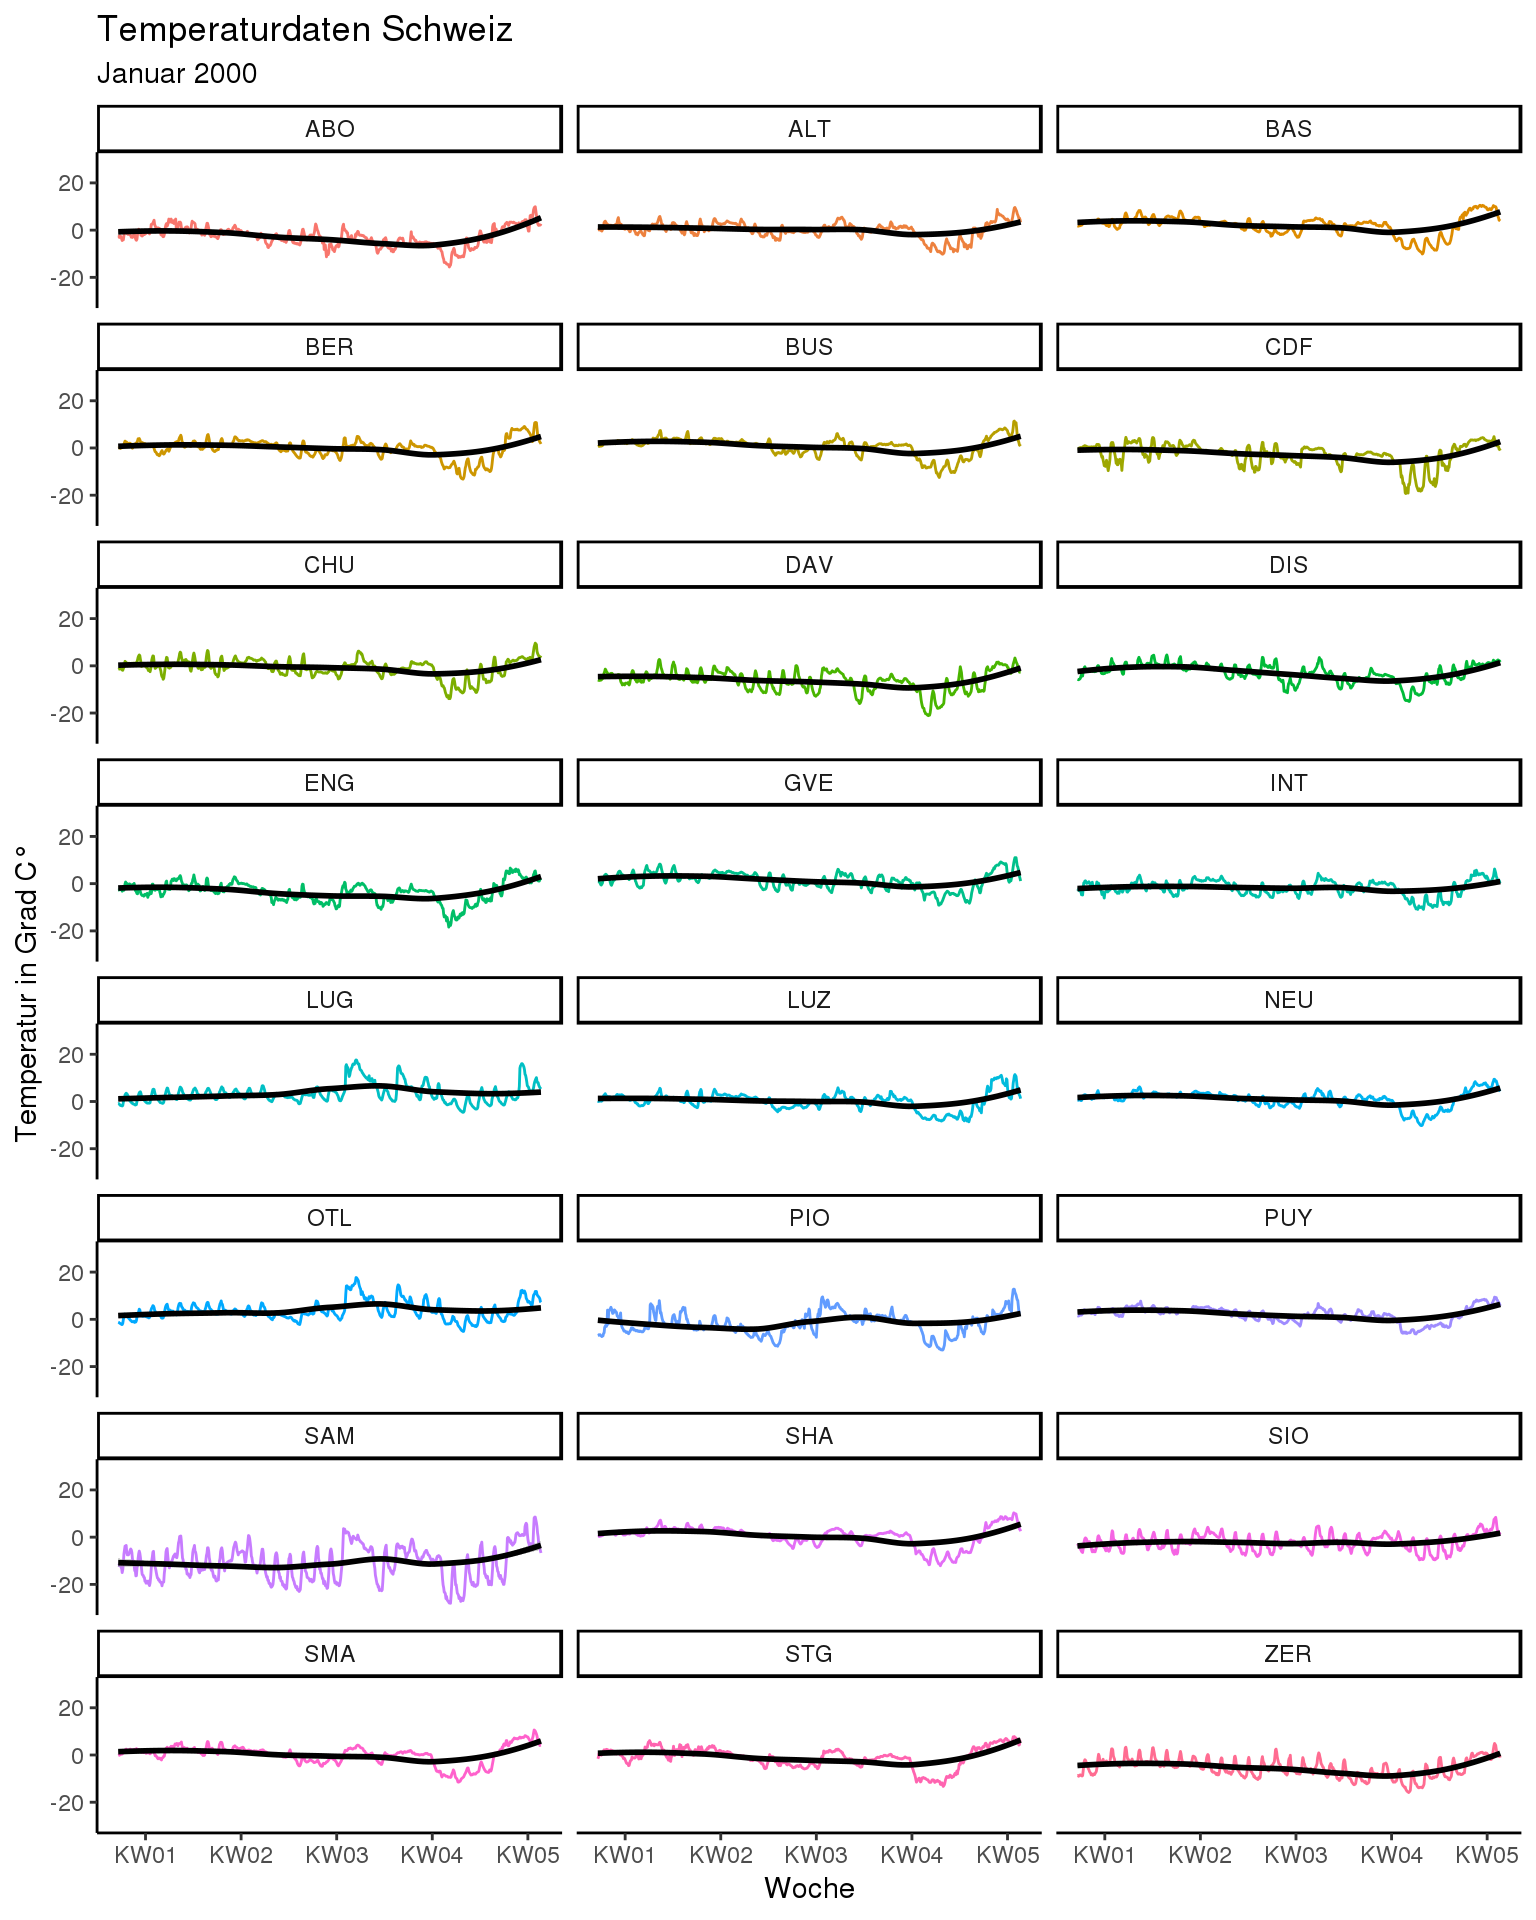 Temperaturdaten Schweiz
Januar 2000
ABO ALT BAS
20
0
-20
BER BUS CDF
20
0
-20
CHU DAV DIS
20
0
-20
ENG GVE INT
20
0
-20
Temperatur in Grad C°
LUG LUZ NEU
20
0
-20
OTL PIO PUY
20
0
-20
SAM SHA SIO
20
0
-20
SMA STG ZER
20
0
-20
KW01 KW02 KW03 KW04 KW05 KW01 KW02 KW03 KW04 KW05 KW01 KW02 KW03 KW04 KW05
Woche